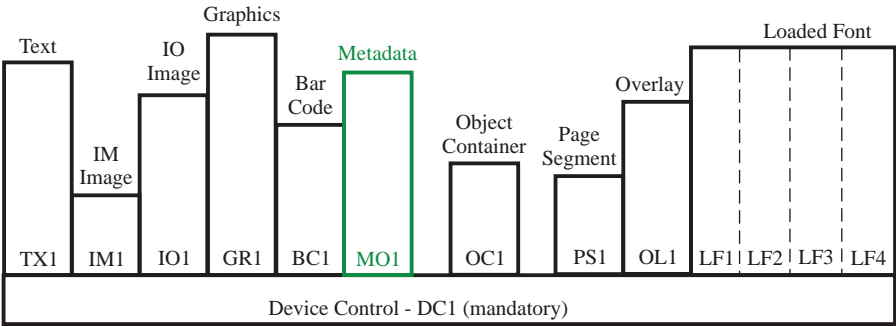 Graphics
Loaded Font
Text
IO
Image
Metadata
Bar
Code
Overlay
Object
Container
Page
Segment
IM
Image
TX1
IM1
IO1
GR1
BC1
MO1
OC1
PS1
OL1
LF1
LF2
LF3
LF4
Device Control - DC1 (mandatory)